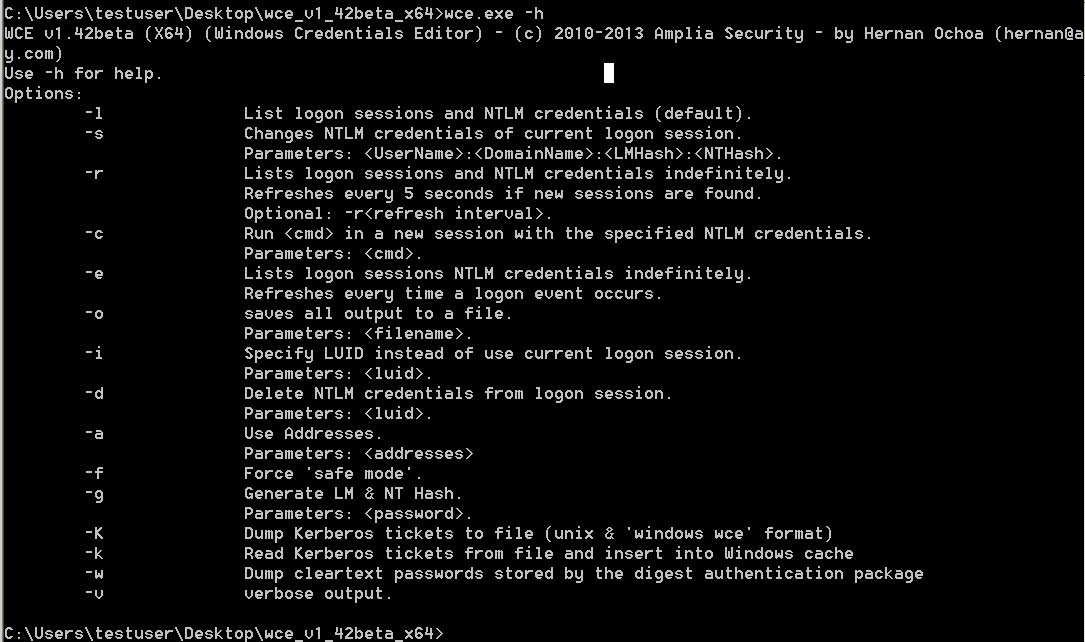 C:\Users\testuser\Desktop\wce_v1_42beta_x64>wce.exe -h
WCE v1.42beta (X64) (Windows Credentials Editor) - (c) 2010-2013 Amplia Security - by Hernan Ochoa (hernan@a
y.com)
Use -h for help.
Options:
-l List logon sessions and NTLM credentials (default).
-s Changes NTLM credentials of current logon session.
Parameters: <UserName>:<DomainName>:<LMHash>:<NTHash>.
-r Lists logon sessions and NTLM credentials indefinitely.
Refreshes every 5 seconds if new sessions are found.
Optional: -r<refresh interval>.
-c Run <cmd> in a new session with the specified NTLM credentials.
Parameters: <cmd>.
-e Lists logon sessions NTLM credentials indefinitely.
Refreshes every time a logon event occurs.
-o saves all output to a file.
Parameters: <filename>.
-i Specify LUID instead of use current logon session.
Parameters: <luid>.
-d Delete NTLM credentials from logon session.
Parameters: <luid>.
-a Use Addresses.
Parameters: <addresses>
-f Force 'safe mode'.
-g Generate LM & NT Hash.
Parameters: <password>.
-K Dump Kerberos tickets to file (unix & 'windows wce' format)
-k Read Kerberos tickets from file and insert into Windows cache
-w Dump cleartext passwords stored by the digest authentication package
-v verbose output.
C:\Users\testuser\Desktop\wce_v1_42beta_x64>